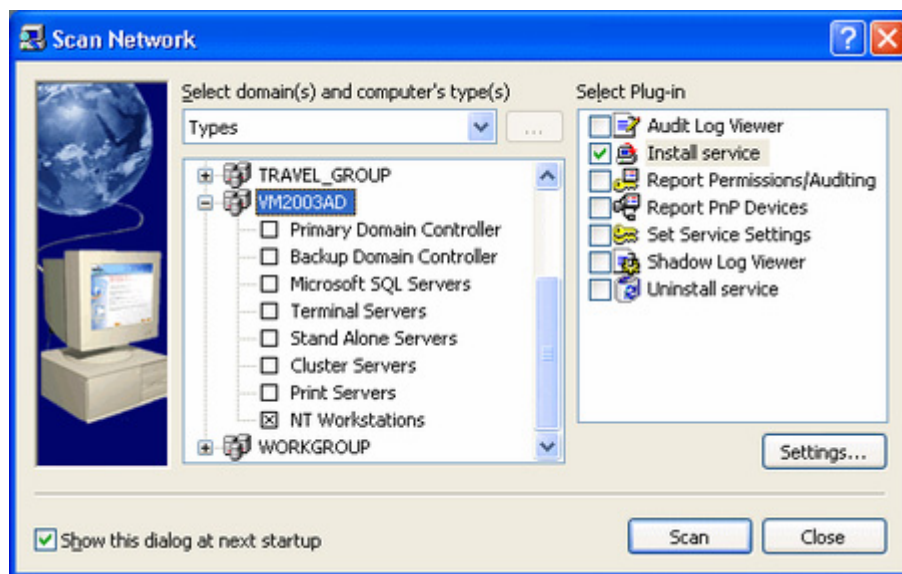 Scan Network
Select domain(s) and computer's type(s)
Types
...
TRAVEL_GROUP
VM2003AD
Primary Domain Controller
Backup Domain Controller
Microsoft SQL Servers
Terminal Servers
Stand Alone Servers
Cluster Servers
Print Servers
NT Workstations
WORKGROUP
Select Plug-in
Audit Log Viewer
Install service
Report Permissions/Auditing
Report PnP Devices
Set Service Settings
Shadow Log Viewer
Uninstall service
Settings...
Show this dialog at next startup
Scan
Close